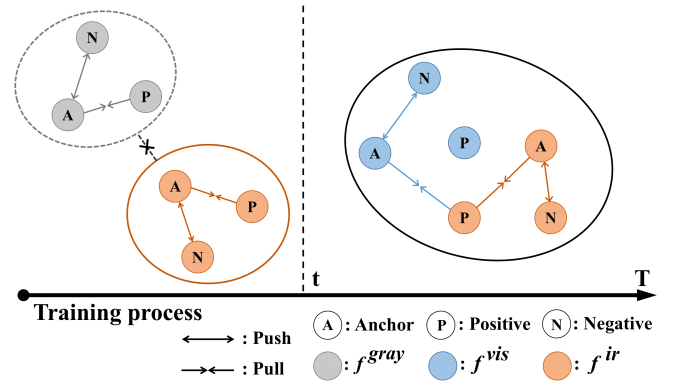 N
A
P
A
P
N
N
A
P
A
P
N
t
T
Training process
: Push
: Pull
A : Anchor
P : Positive
N : Negative
: f^gray
: f^vis
: f^ir